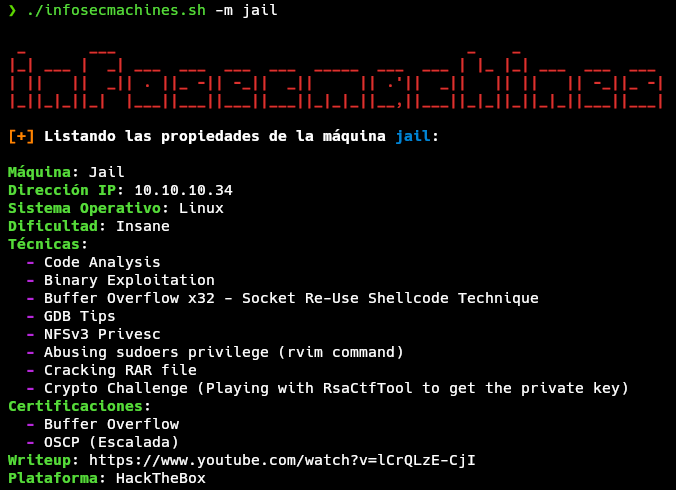 ❯ ./infosecmachines.sh -m jail
infosecmachines
[+] Listando las propiedades de la máquina jail:
Máquina: Jail
Dirección IP: 10.10.10.34
Sistema Operativo: Linux
Dificultad: Insane
Técnicas:
- Code Analysis
- Binary Exploitation
- Buffer Overflow x32 - Socket Re-Use Shellcode Technique
- GDB Tips
- NFSv3 Privesc
- Abusing sudoers privilege (rvim command)
- Cracking RAR file
- Crypto Challenge (Playing with RsaCtfTool to get the private key)
Certificaciones:
- Buffer Overflow
- OSCP (Escalada)
Writeup: https://www.youtube.com/watch?v=lCrQLzE-CjI
Plataforma: HackTheBox